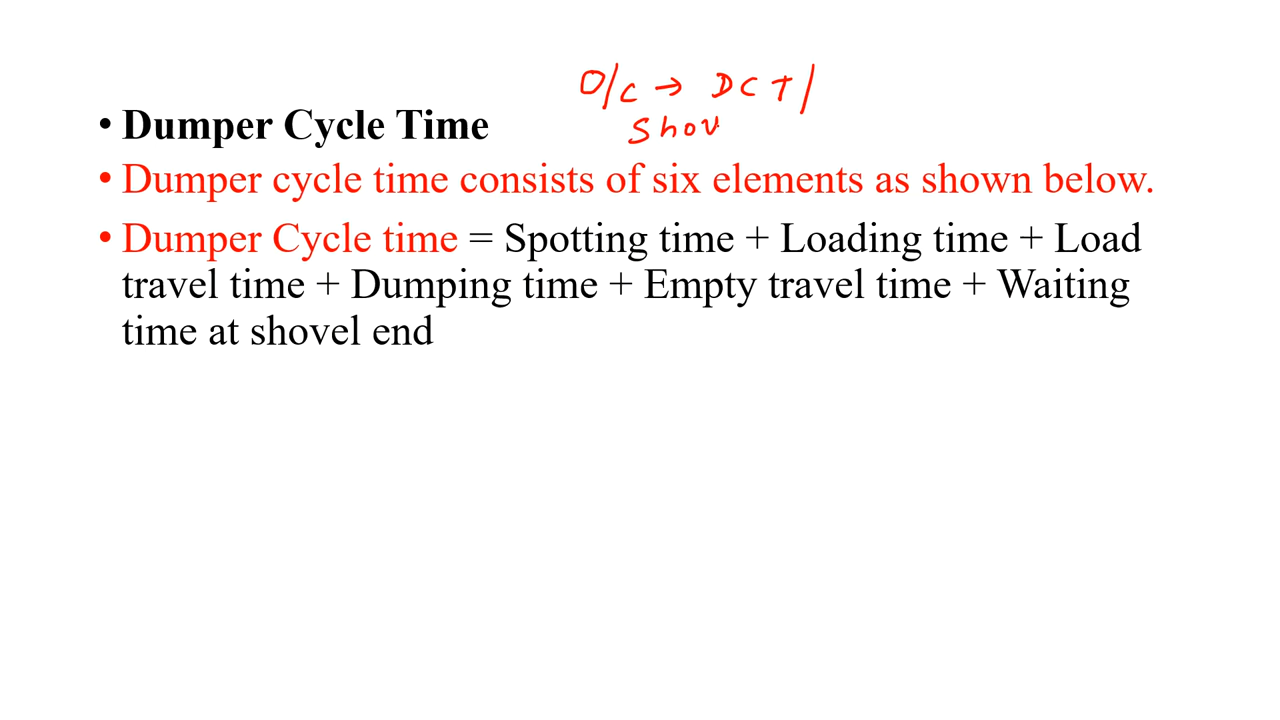 O/C → DCT/
Shov
• Dumper Cycle Time
• Dumper cycle time consists of six elements as shown below.
• Dumper Cycle time = Spotting time + Loading time + Load
travel time + Dumping time + Empty travel time + Waiting
time at shovel end